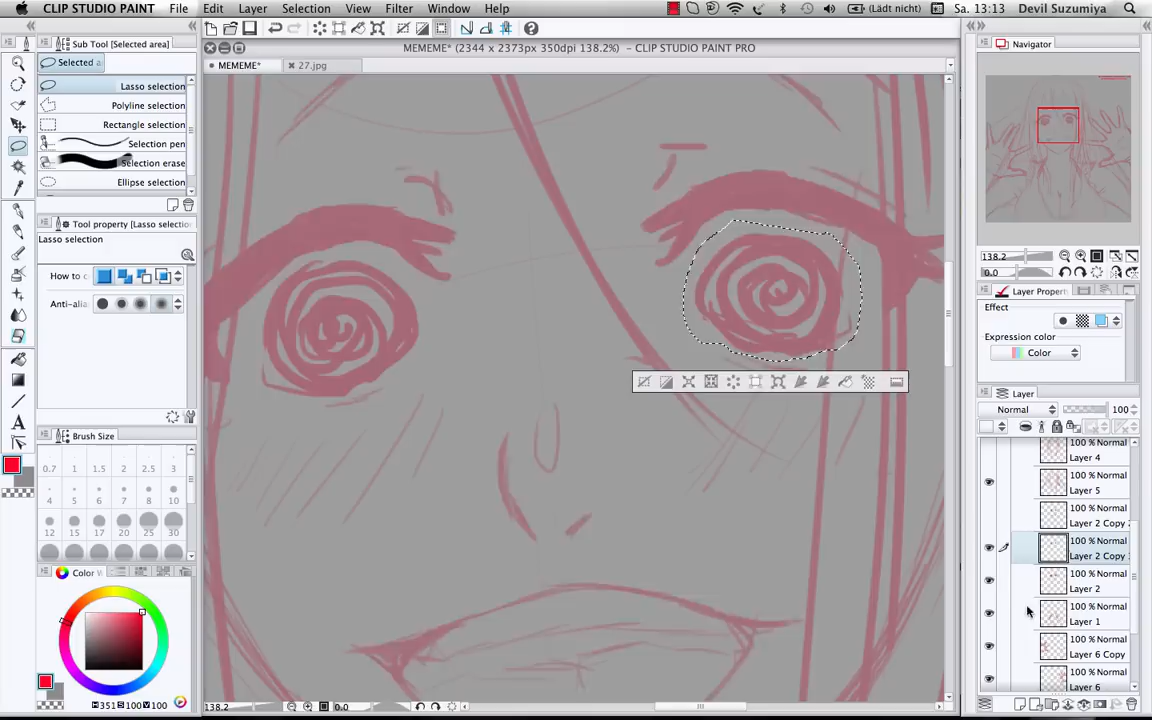 CLIP STUDIO PAINT File Edit Layer Selection View Filter Window Help (Lädt nicht) Sa. 13:13 Devil Suzumiya
Sub Tool [Selected area]
MEMEME* (2344 x 2373px 350dpi 138.2%) - CLIP STUDIO PAINT PRO
Navigator
Selected a
MEMEME* 27.jpg
Lasso selection
Polyline selection
Rectangle selection
Selection pen
Selection erase
Ellipse selection
Tool property [Lasso selection]
Lasso selection
How to c
Anti-alia
138.2
0.0
Layer Propert
Effect
Expression color
Color
Layer
Normal 100
100 % Normal
Layer 4
100 % Normal
Layer 5
100 % Normal
Layer 2 Copy
100 % Normal
Layer 2 Copy
100 % Normal
Layer 2
100 % Normal
Layer 1
100 % Normal
Layer 6 Copy
100 % Normal
Layer 6
Brush Size
0.7 1 1.5 2 2.5 3
4 5 6 7 8 10
12 15 17 20 25 30
Color W
H 351 S 100 V 100
138.2 0.0